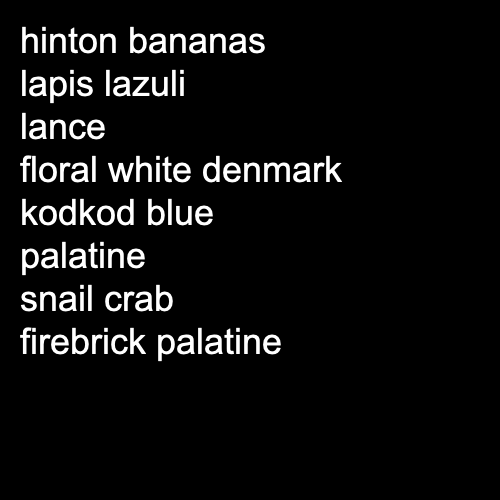 hinton bananas
lapis lazuli
lance
floral white denmark
kodkod blue
palatine
snail crab
firebrick palatine